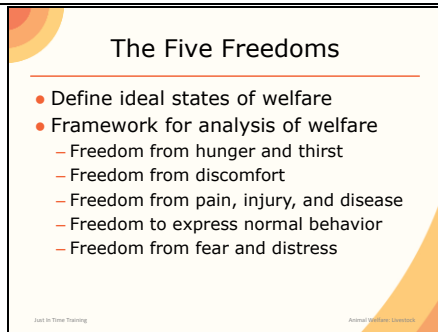 The Five Freedoms
● Define ideal states of welfare
● Framework for analysis of welfare
– Freedom from hunger and thirst
– Freedom from discomfort
– Freedom from pain, injury, and disease
– Freedom to express normal behavior
– Freedom from fear and distress
Just In Time Training
Animal Welfare: Livestock